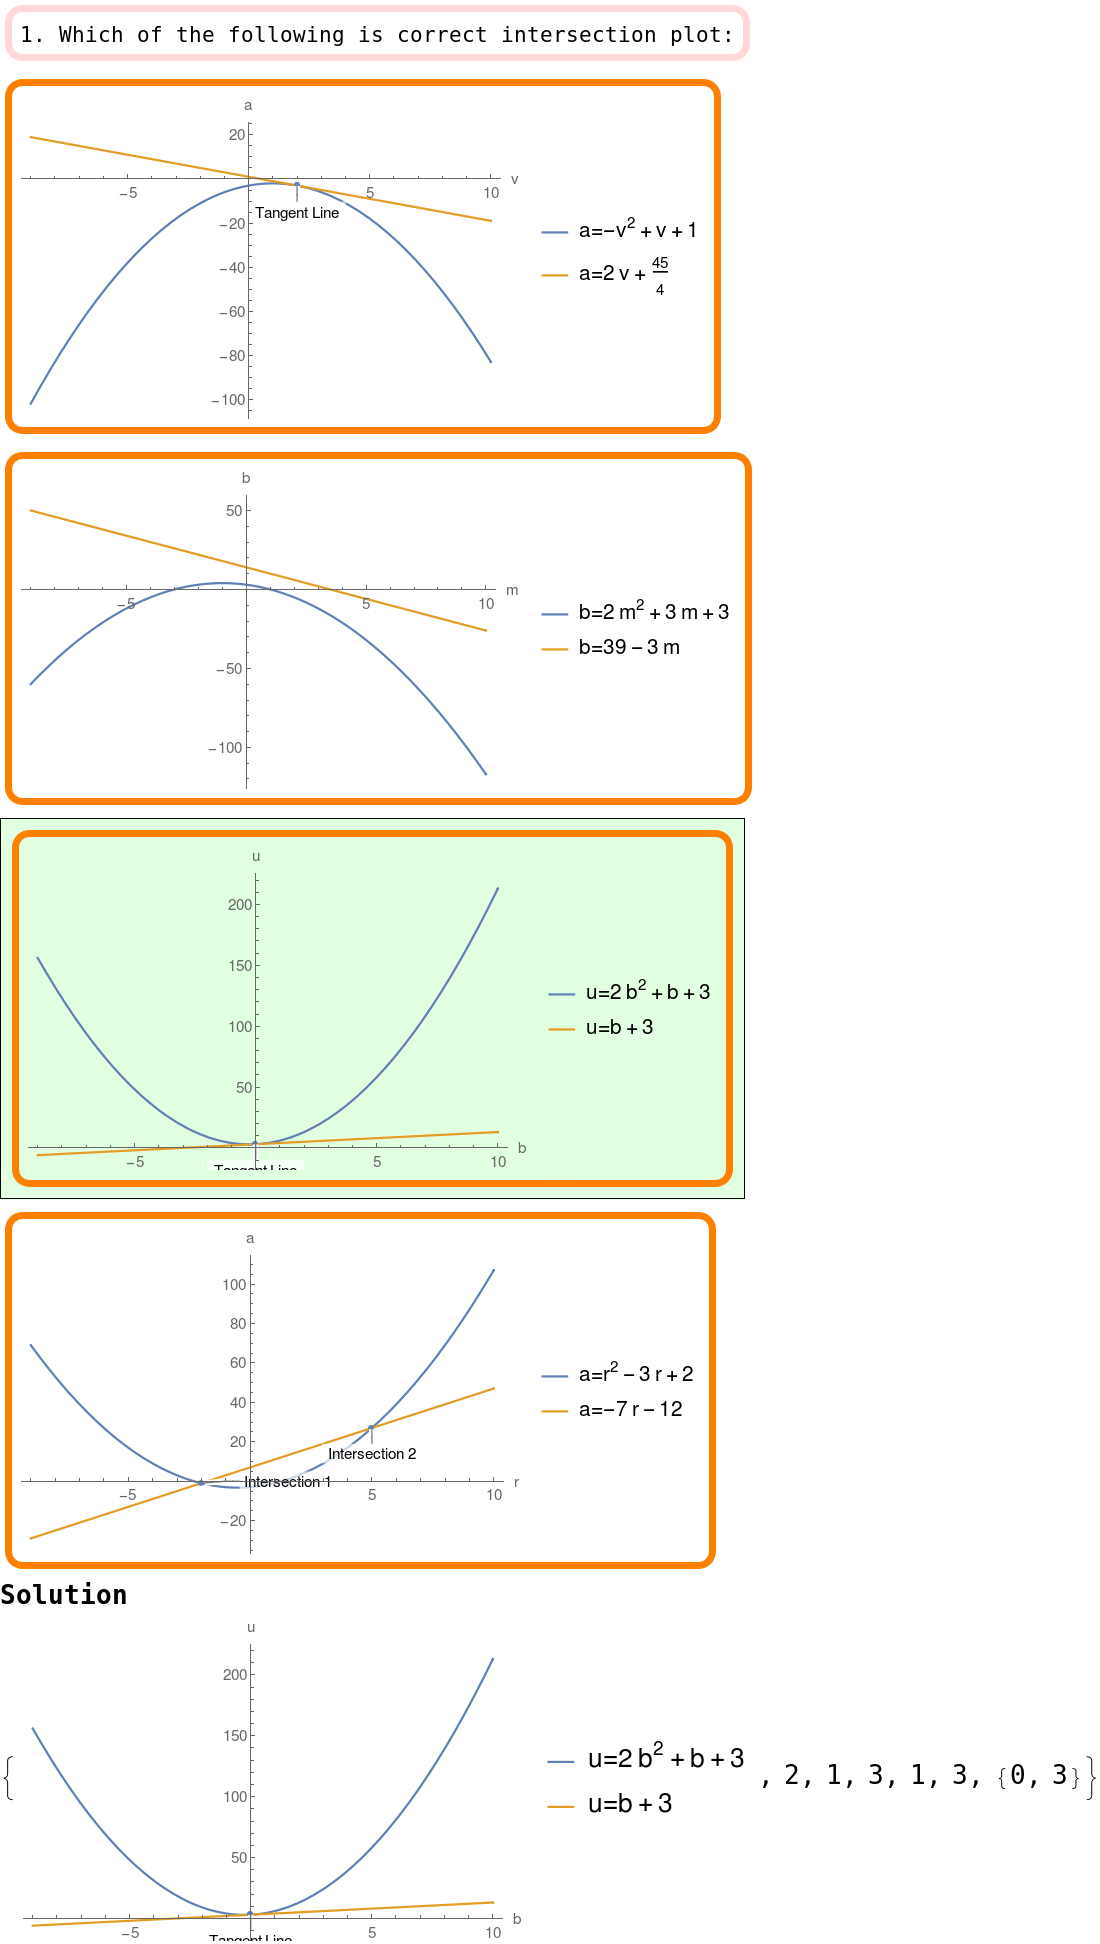 1. Which of the following is correct intersection plot:
a
20
−5 5 10 v
Tangent Line
−20
−40
−60
−80
−100
a=−v² + v + 1
a=2 v + 45/4
b
50
−5 5 10 m
−50
−100
b=2 m² + 3 m + 3
b=39 − 3 m
u
200
150
100
50
−5 5 10 b
Tangent Line
u=2 b² + b + 3
u=b + 3
a
100
80
60
40
20
Intersection 2
Intersection 1
−5 5 10 r
−20
a=r² − 3 r + 2
a=−7 r − 12
Solution
u
200
150
100
50
−5 5 10 b
Tangent Line
{ u=2 b² + b + 3
u=b + 3
, 2, 1, 3, 1, 3, {0, 3}}